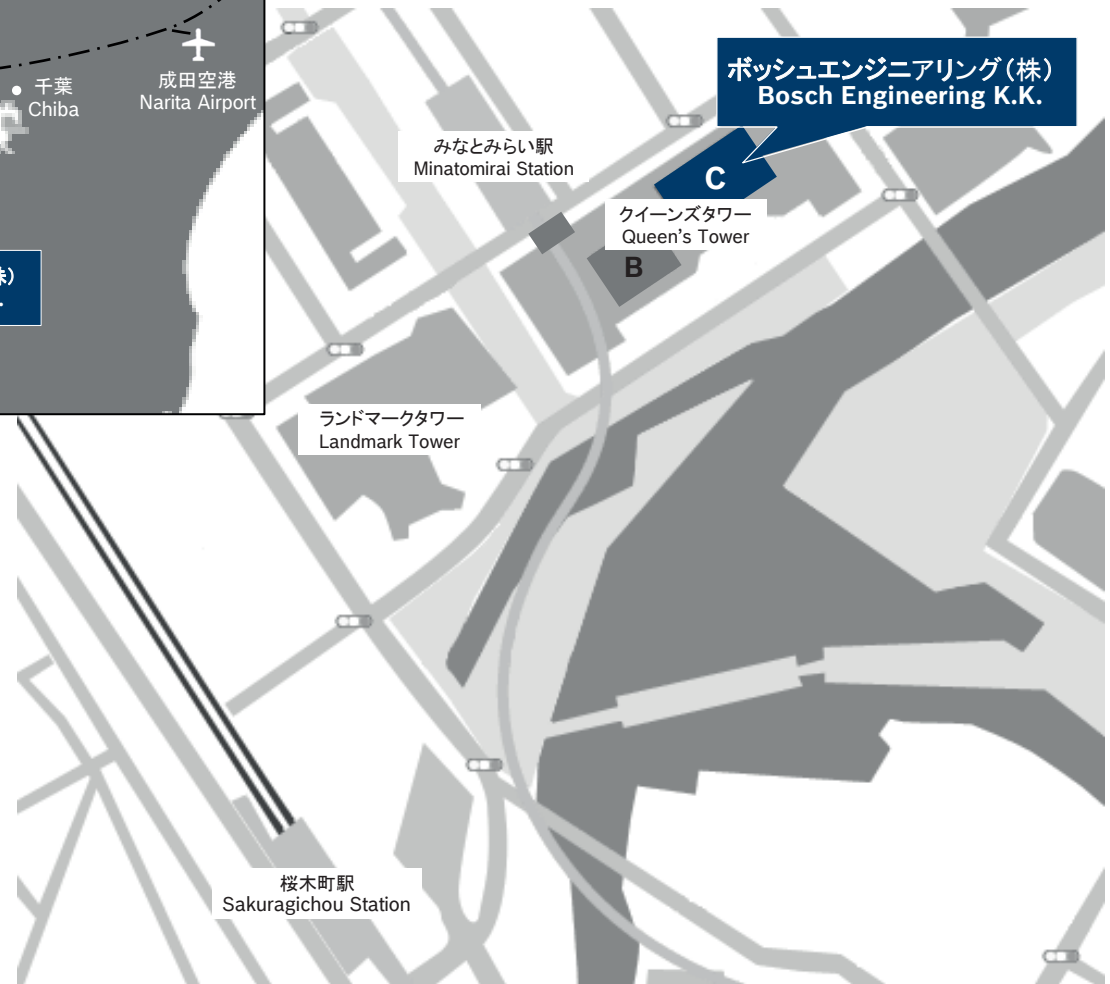 千葉
Chiba
成田空港
Narita Airport
株）
ボッシュエンジニアリング（株）
Bosch Engineering K.K.
みなとみらい駅
Minatomirai Station
C
クイーンズタワー
Queen's Tower
B
ランドマークタワー
Landmark Tower
桜木町駅
Sakuragichou Station